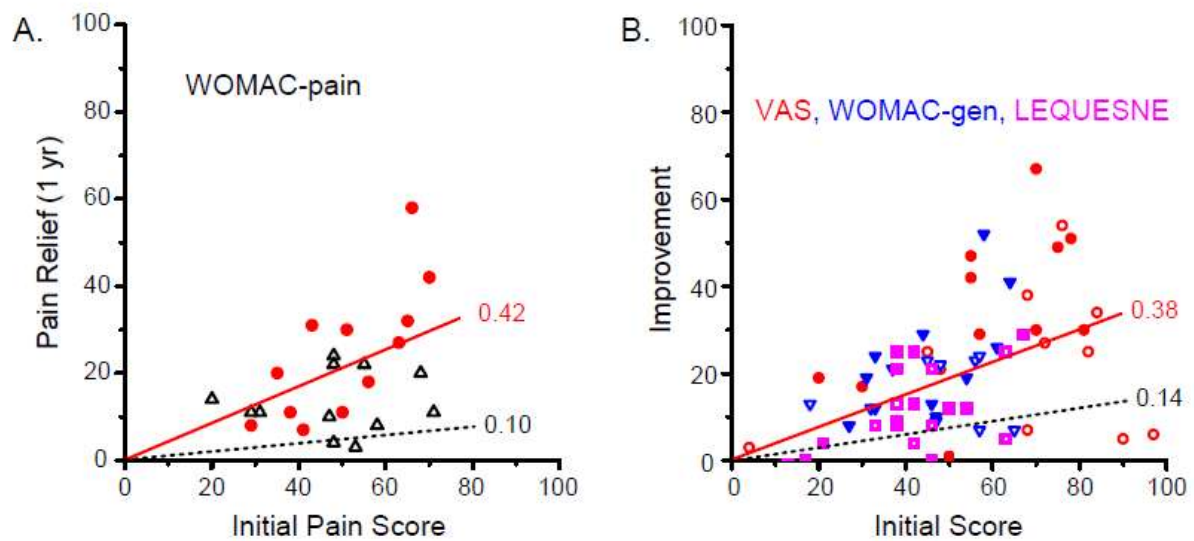 A.
WOMAC-pain
Pain Relief (1 yr)
100
80
60
40
20
0
0.42
0.10
0 20 40 60 80 100
Initial Pain Score
B.
VAS, WOMAC-gen, LEQUESNE
Improvement
100
80
60
40
20
0
0.38
0.14
0 20 40 60 80 100
Initial Score